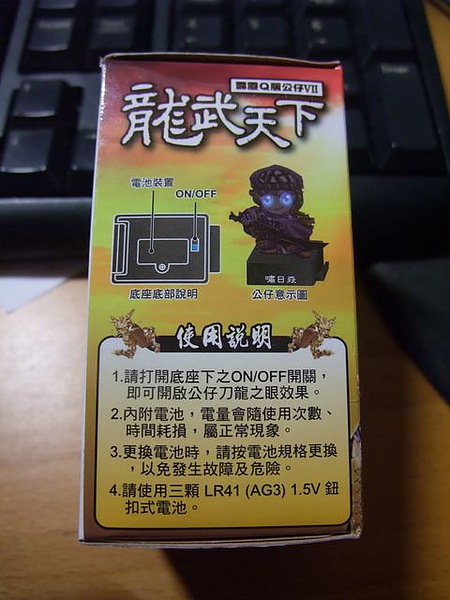 霹靂Q版公仔VII
龍武天下
電池裝置
ON/OFF
底座底部說明
嘯日猋
公仔意示圖
使用說明
1.請打開底座下之ON/OFF開關，
即可開啟公仔刀龍之眼效果。
2.內附電池，電量會隨使用次數、
時間耗損，屬正常現象。
3.更換電池時，請按電池規格更換
，以免發生故障及危險。
4.請使用三顆 LR41 (AG3) 1.5V 鈕
扣式電池。